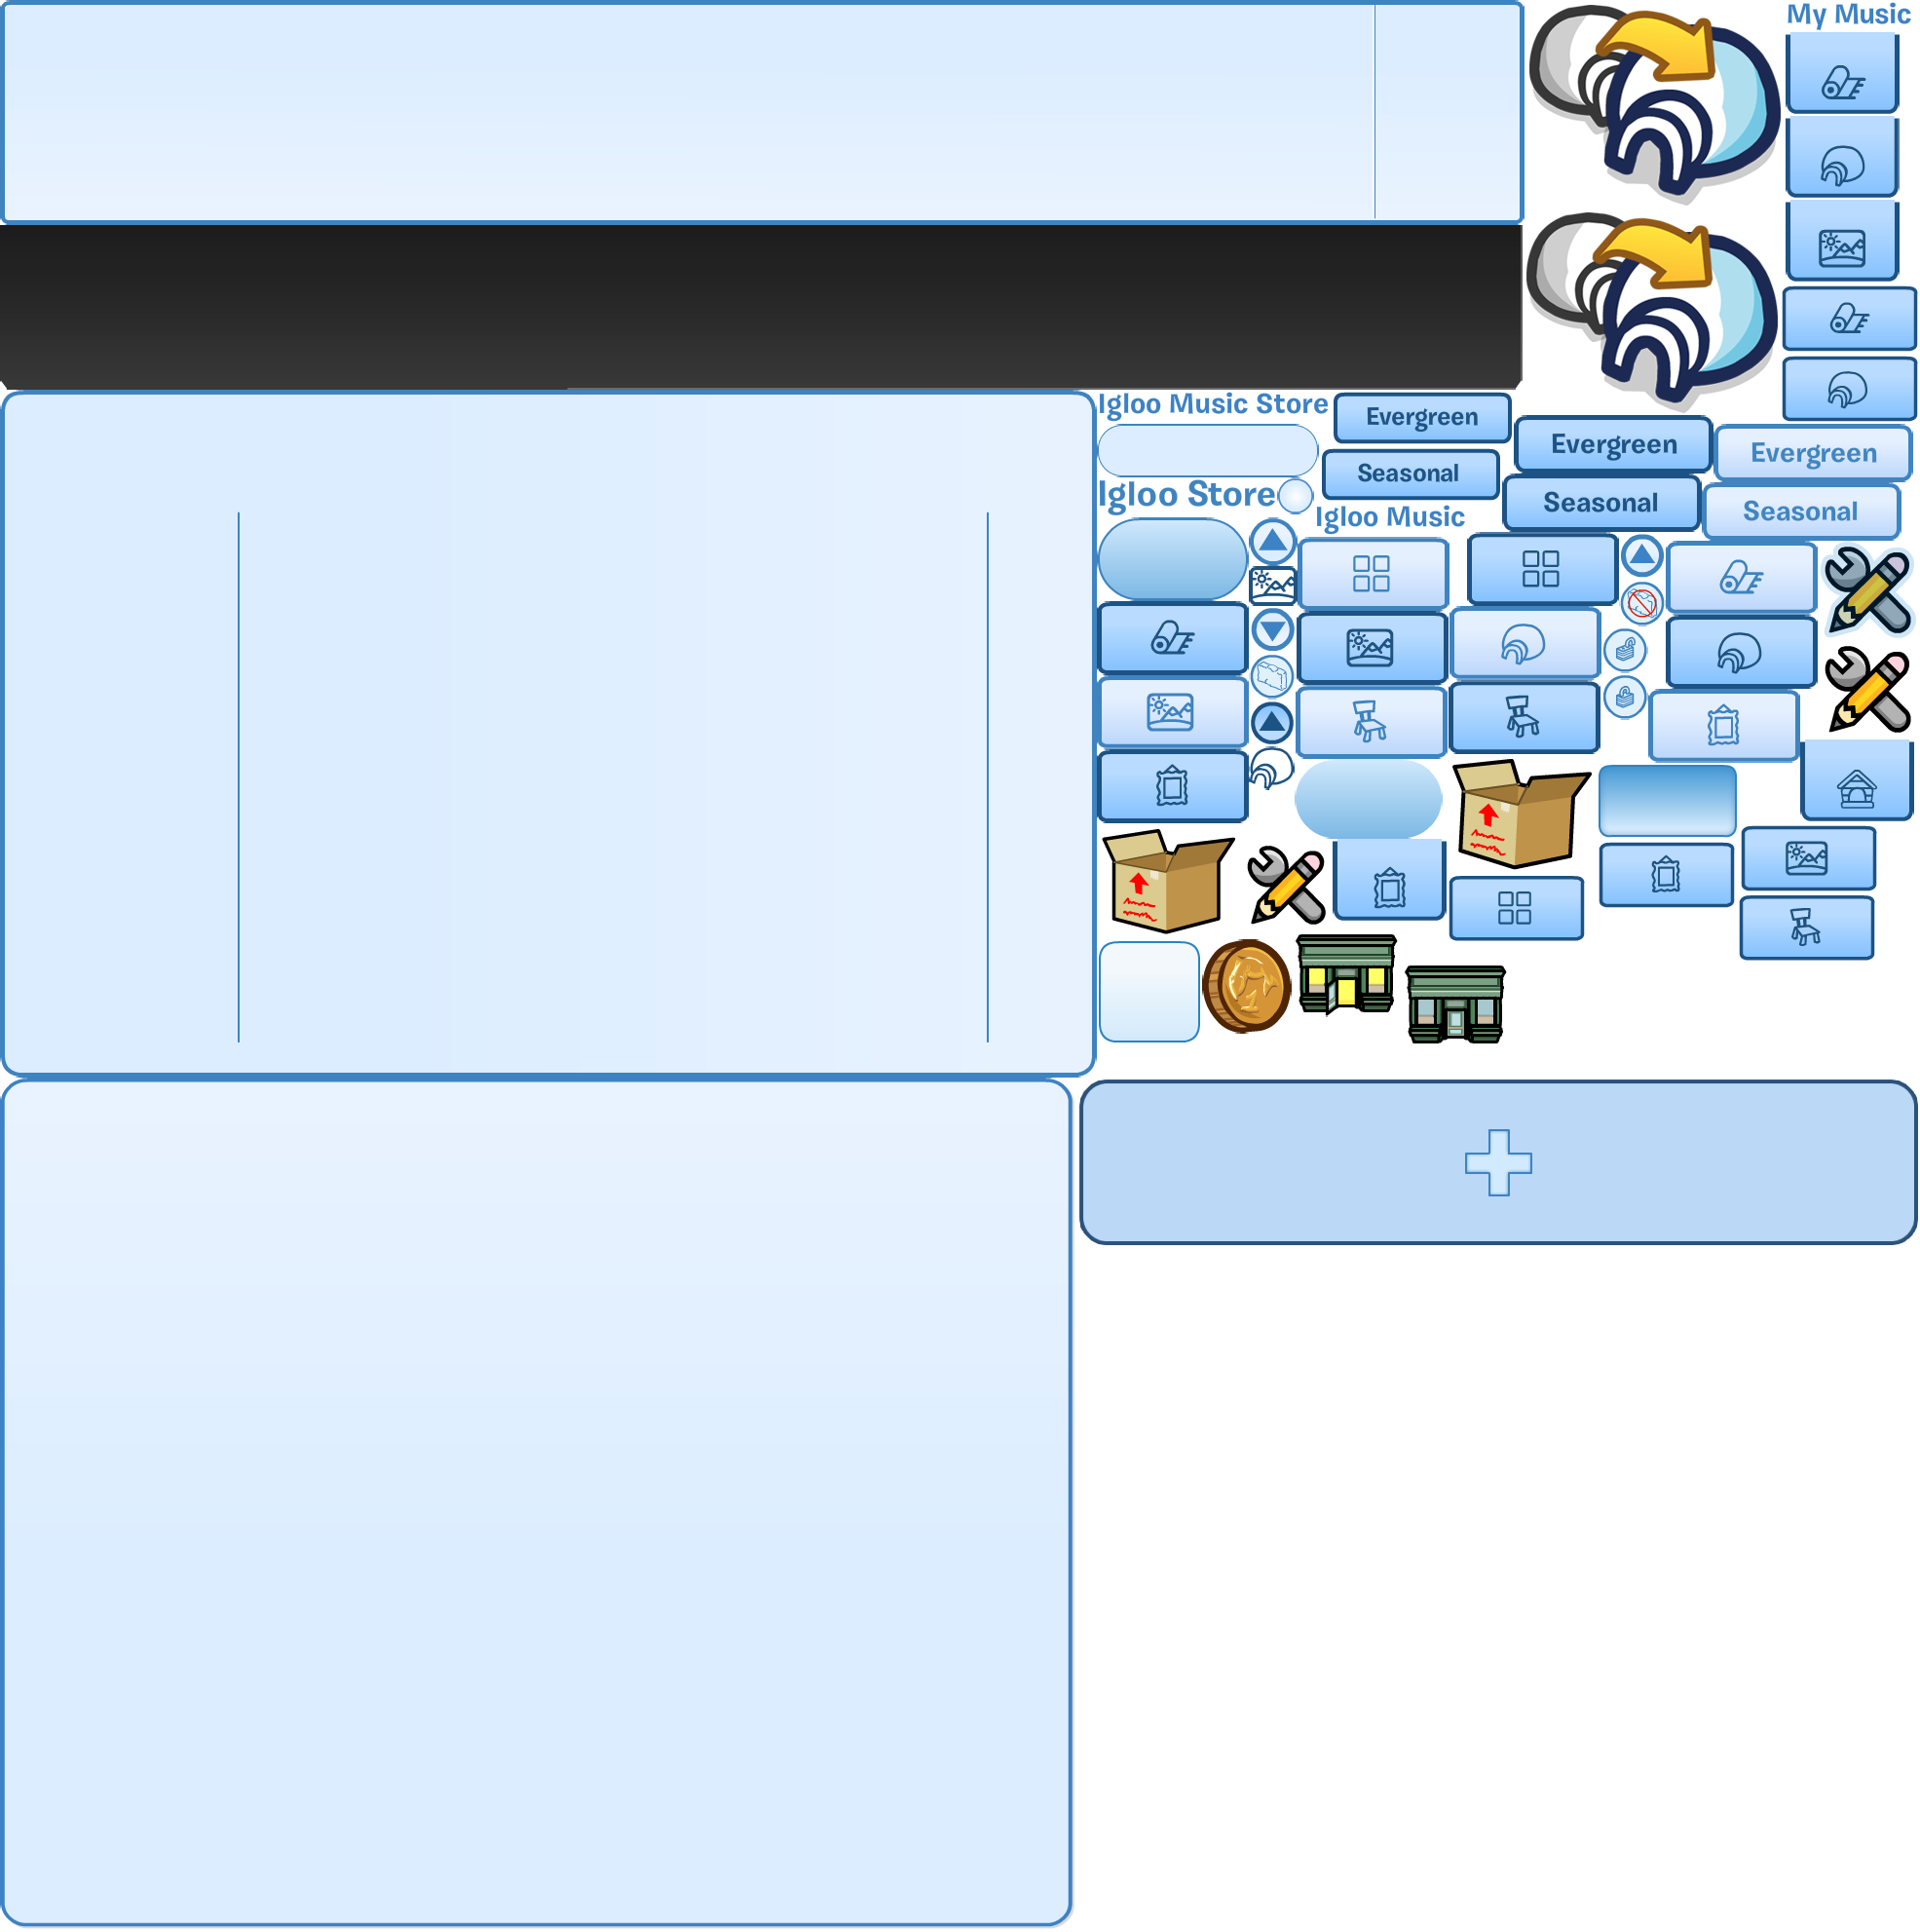 My Music
Igloo Music Store
Evergreen
Evergreen
Evergreen
Seasonal
Igloo Store
Seasonal
Seasonal
Igloo Music